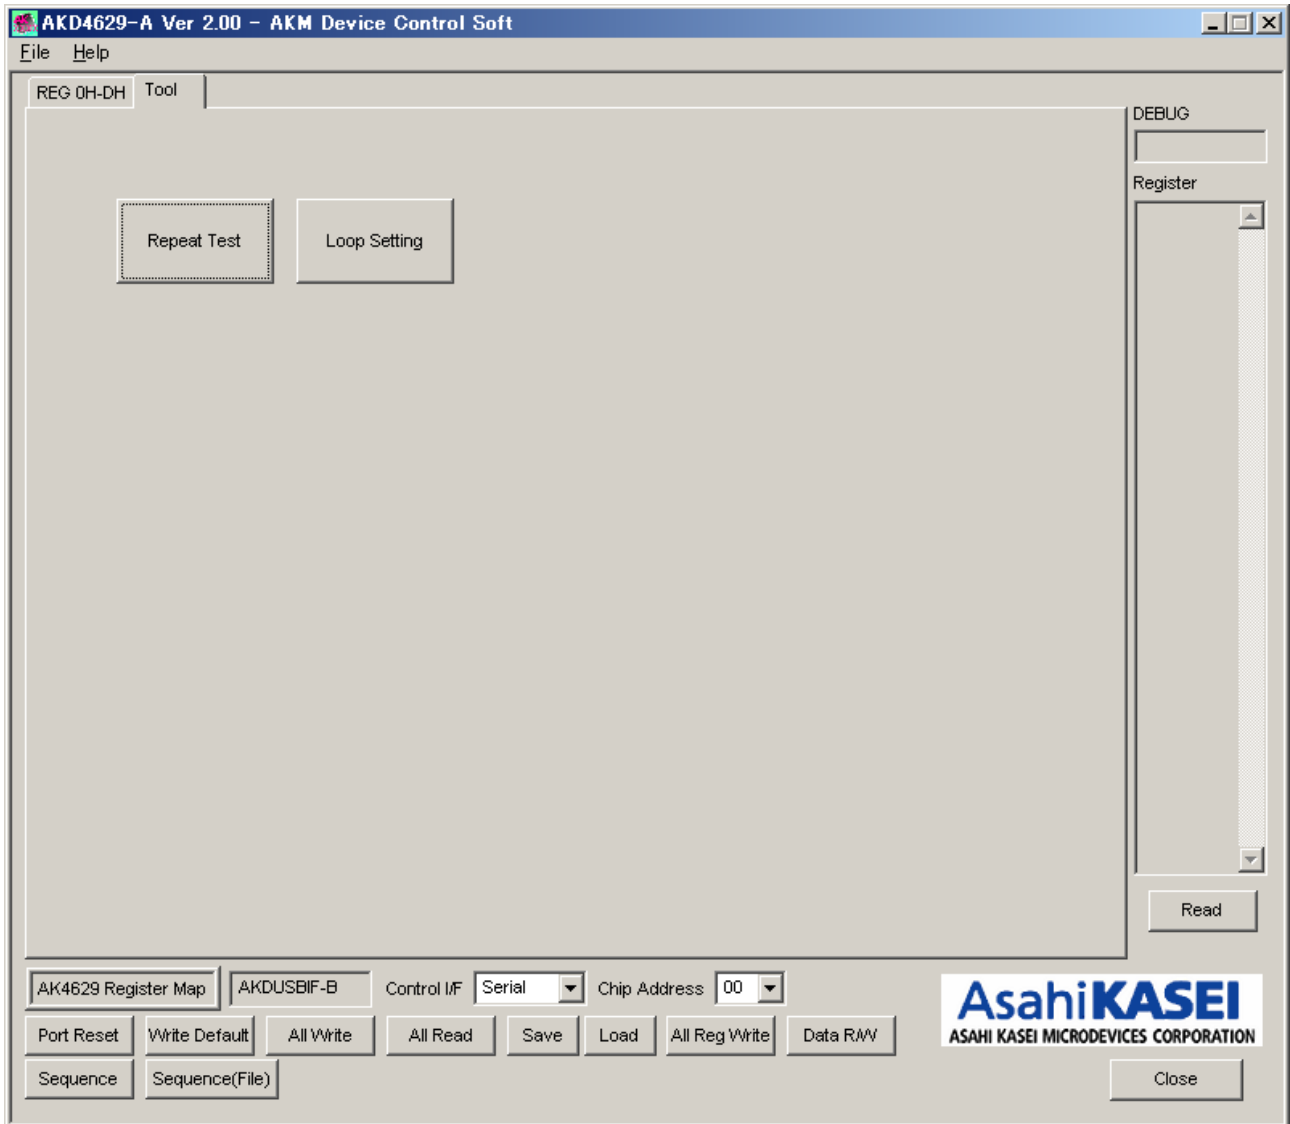 AKD4629-A Ver 2.00 - AKM Device Control Soft
File Help
REG 0H-DH Tool
DEBUG
Register
Repeat Test Loop Setting
Read
AK4629 Register Map AKDUSBIF-B Control I/F Serial Chip Address 00
AsahiKASEI
ASAHI KASEI MICRODEVICES CORPORATION
Port Reset Write Default All Write All Read Save Load All Reg Write Data R/W
Sequence Sequence(File) Close